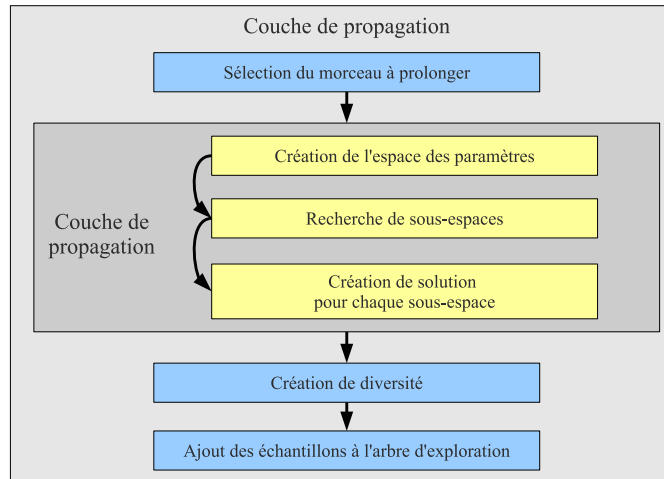 Couche de propagation
Sélection du morceau à prolonger
Création de l'espace des paramètres
Couche de
propagation
Recherche de sous-espaces
Création de solution
pour chaque sous-espace
Création de diversité
Ajout des échantillons à l'arbre d'exploration